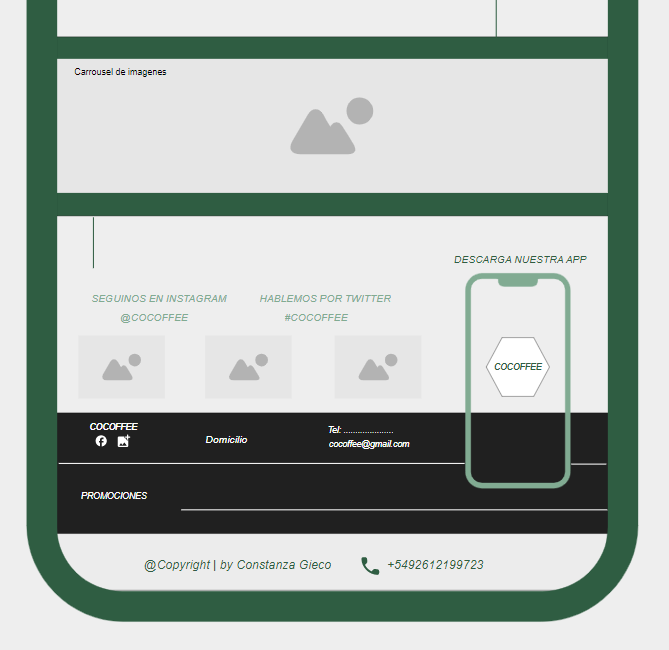 Carrousel de imagenes
DESCARGA NUESTRA APP
SEGUINOS EN INSTAGRAM
@COCOFFEE
HABLEMOS POR TWITTER
#COCOFFEE
COCOFFEE
COCOFFEE
Domicilio
Tel: .....................
cocoffee@gmail.com
PROMOCIONES
@Copyright | by Constanza Gieco
+5492612199723